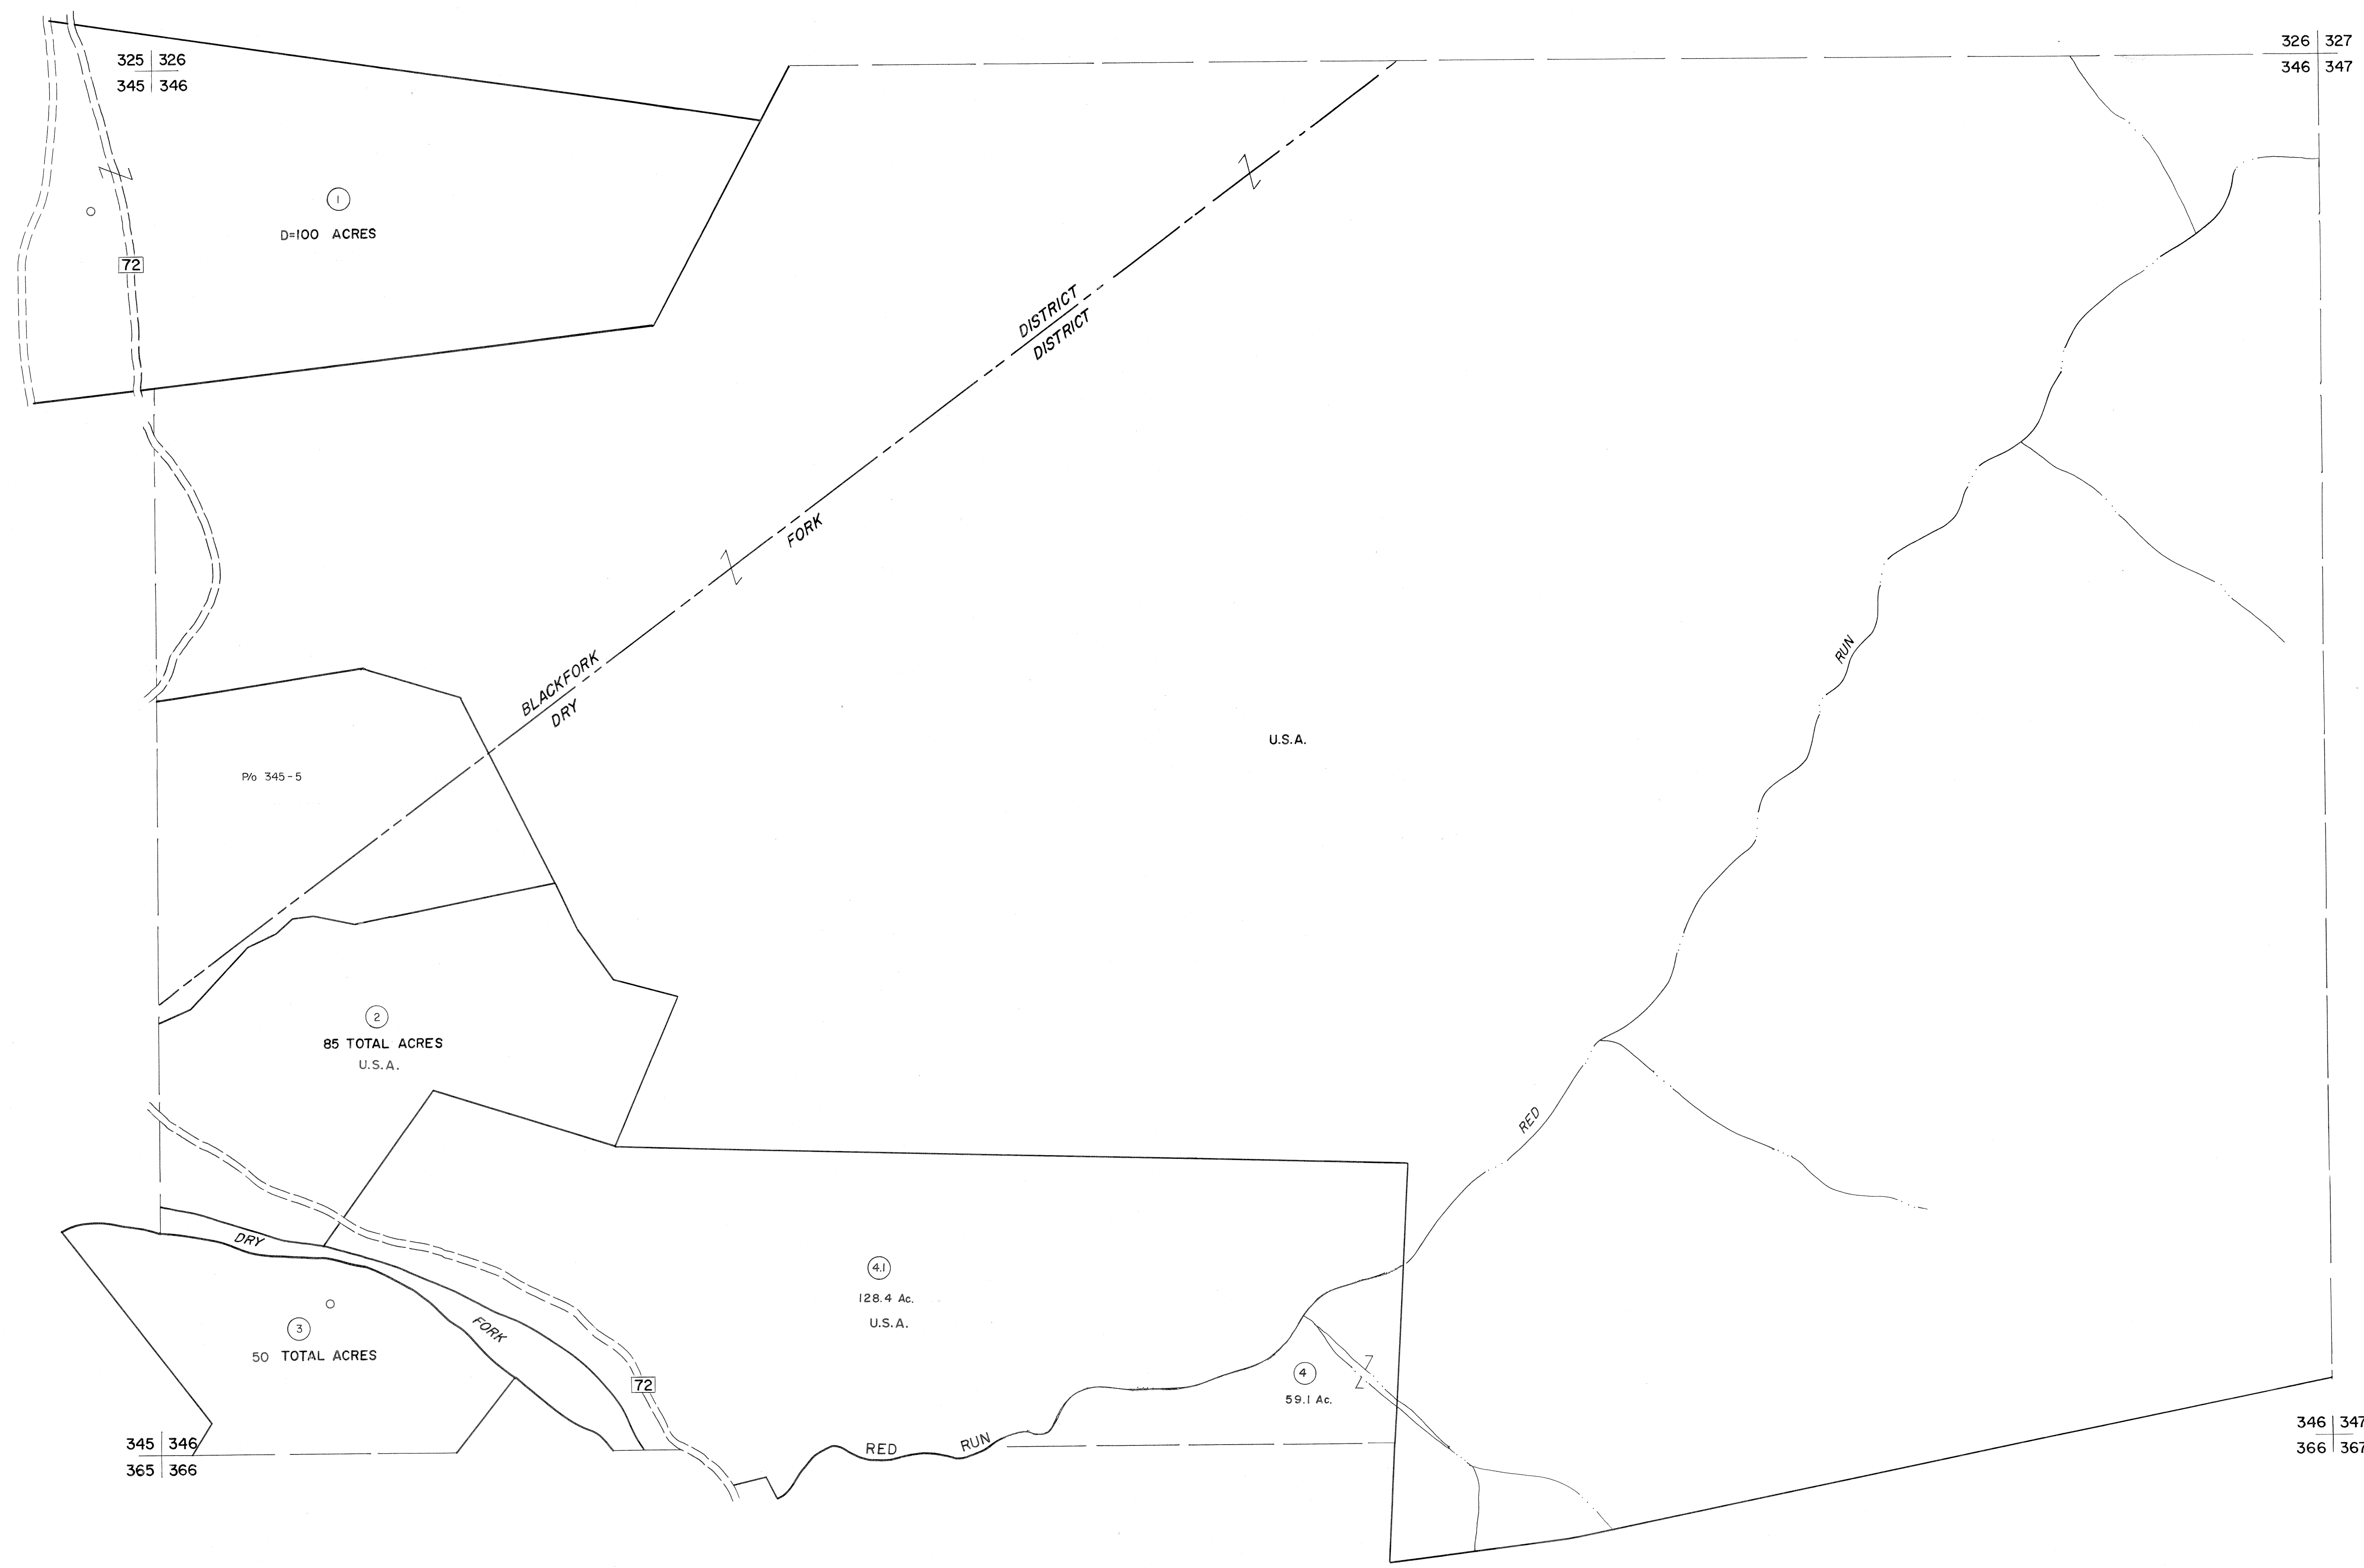 325 326
345 346
326 327
346 347
1
D=100 ACRES
72
DISTRICT
DISTRICT
FORK
BLACKFORK
DRY
RUN
U.S.A.
P/o 345-5
2
85 TOTAL ACRES
U.S.A.
RED
DRY
FORK
4.1
128.4 Ac.
U.S.A.
3
50 TOTAL ACRES
72
4
59.1 Ac.
RED RUN
345 346
365 366
346 347
366 367